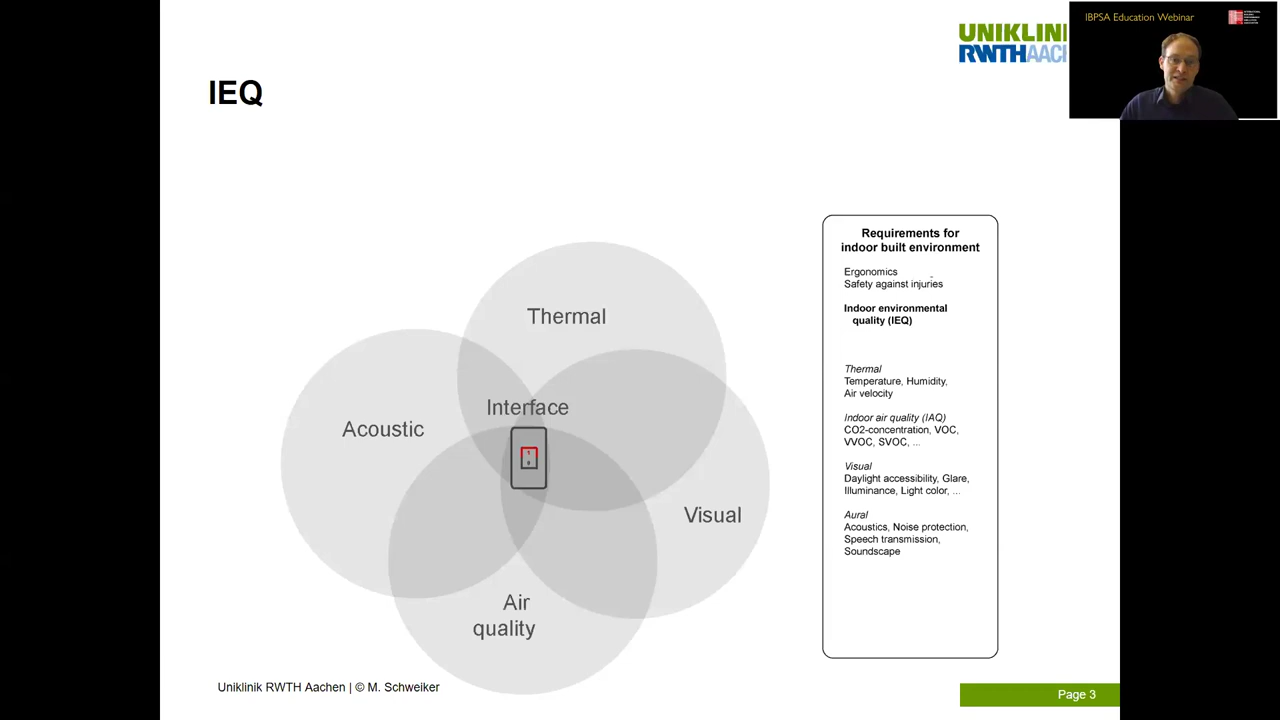 IBPSA Education Webinar
UNIKLINI
RWTHAACH
IEQ
Thermal
Interface
Acoustic
Visual
Air
quality
Requirements for
indoor built environment
Ergonomics
Safety against injuries
Indoor environmental
quality (IEQ)
Thermal
Temperature, Humidity,
Air velocity
Indoor air quality (IAQ)
CO2-concentration, VOC,
VVOC, SVOC, ...
Visual
Daylight accessibility, Glare,
Illuminance, Light color, ...
Aural
Acoustics, Noise protection,
Speech transmission,
Soundscape
Uniklinik RWTH Aachen | © M. Schweiker
Page 3